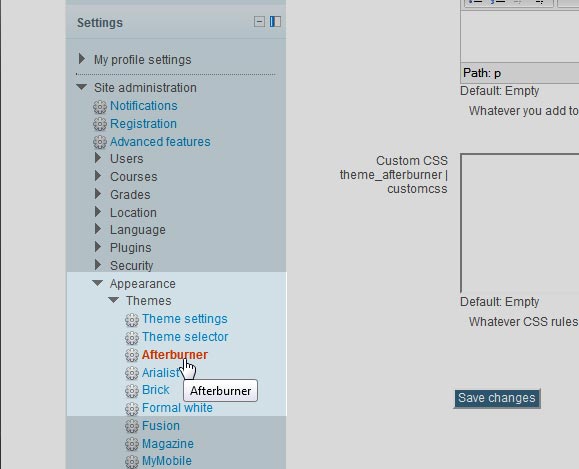 Settings
My profile settings
Site administration
Notifications
Registration
Advanced features
Users
Courses
Grades
Location
Language
Plugins
Security
Appearance
Themes
Theme settings
Theme selector
Afterburner
Arialist
Brick
Afterburner
Formal white
Fusion
Magazine
MyMobile
Path: p
Default: Empty
Whatever you add to
Custom CSS
theme_afterburner |
customcss
Default: Empty
Whatever CSS rules
Save changes